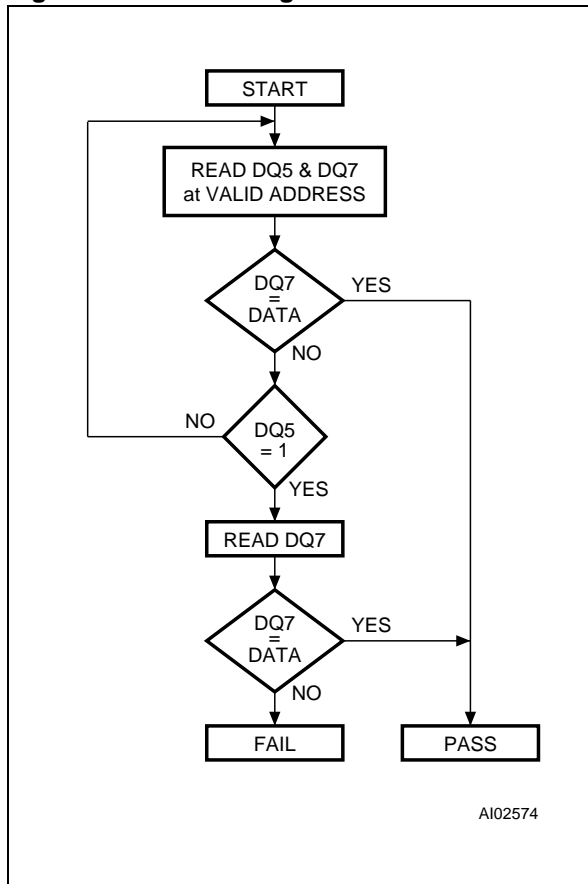 START
READ DQ5 & DQ7
at VALID ADDRESS
DQ7
=
DATA
YES
NO
DQ5
= 1
NO
YES
READ DQ7
DQ7
=
DATA
YES
NO
FAIL
PASS
AI02574